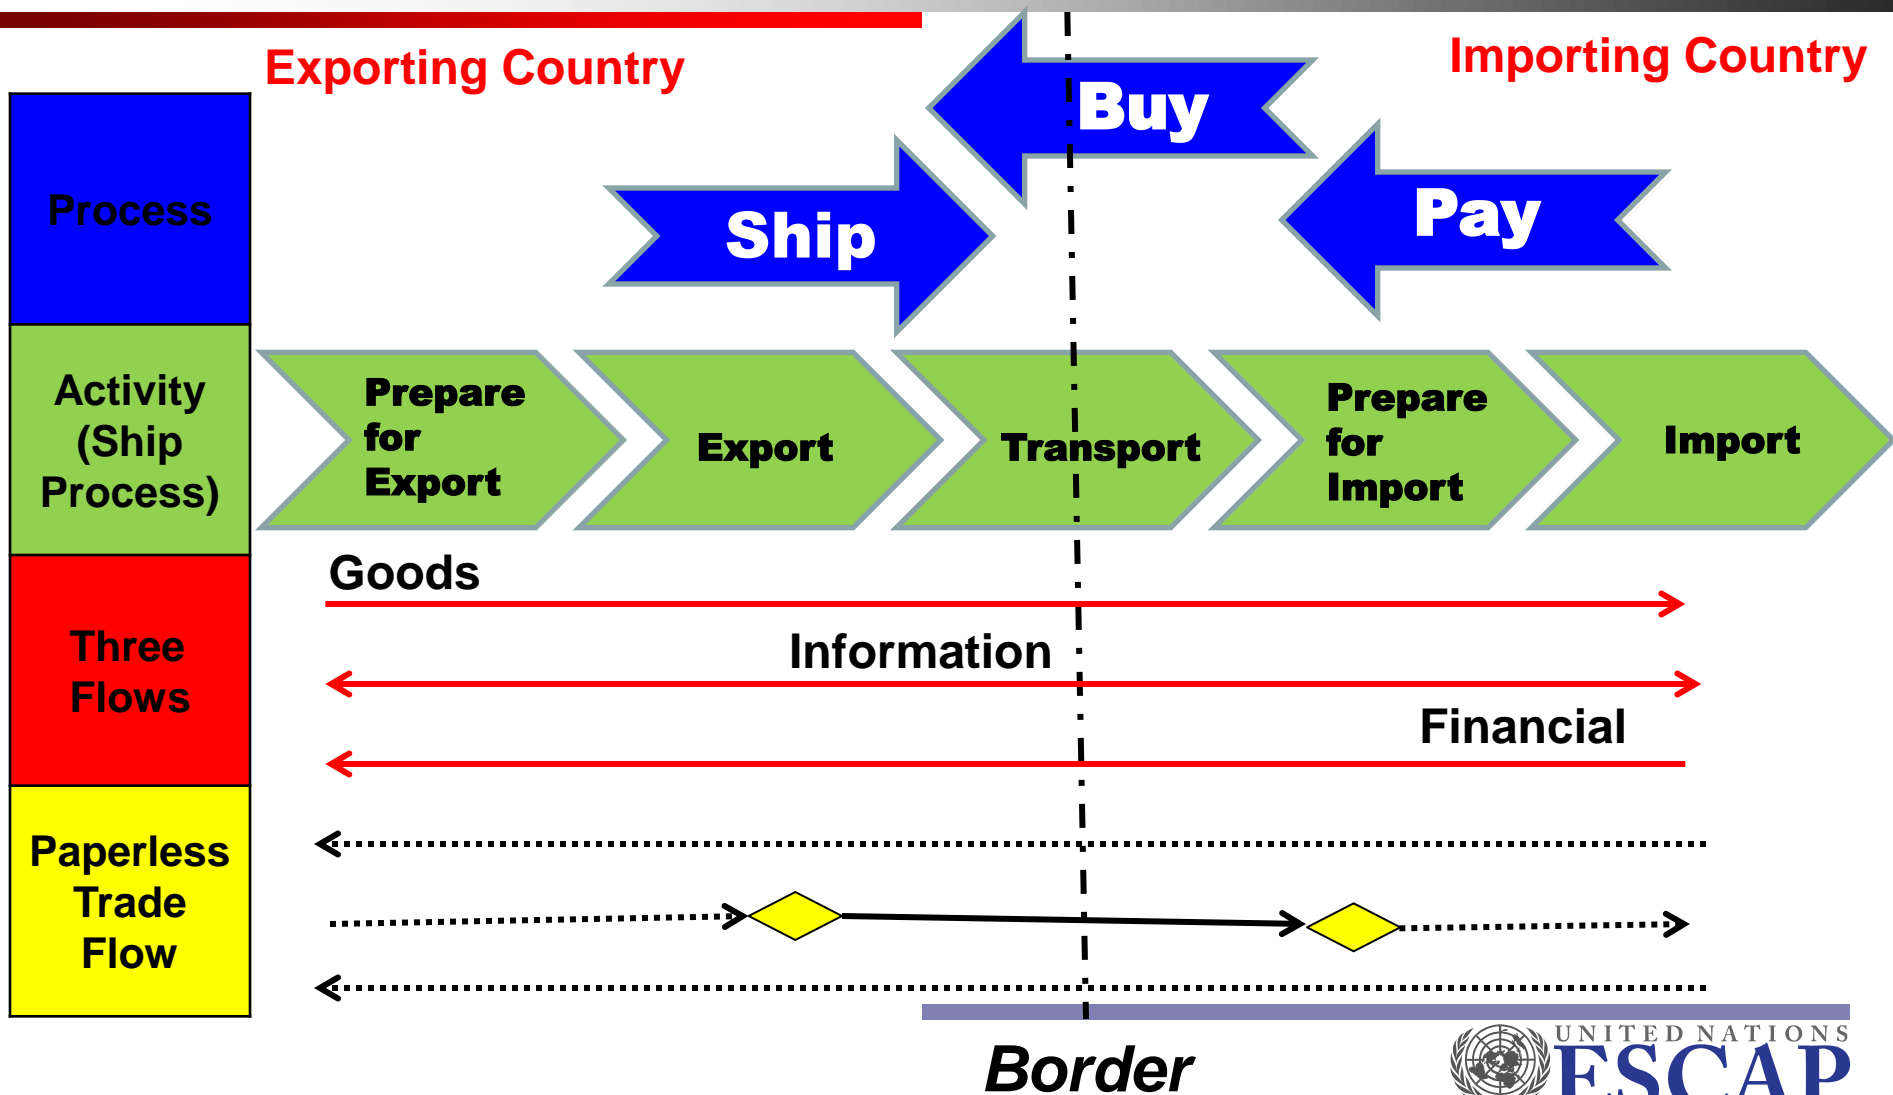 Exporting Country
Importing Country
Buy
Process
Ship
Pay
Activity
(Ship
Process)
Prepare
for
Export
Export
Transport
Prepare
for
Import
Import
Three
Flows
Goods
Information
Financial
Paperless
Trade
Flow
Border
UNITED NATIONS
ESCAP